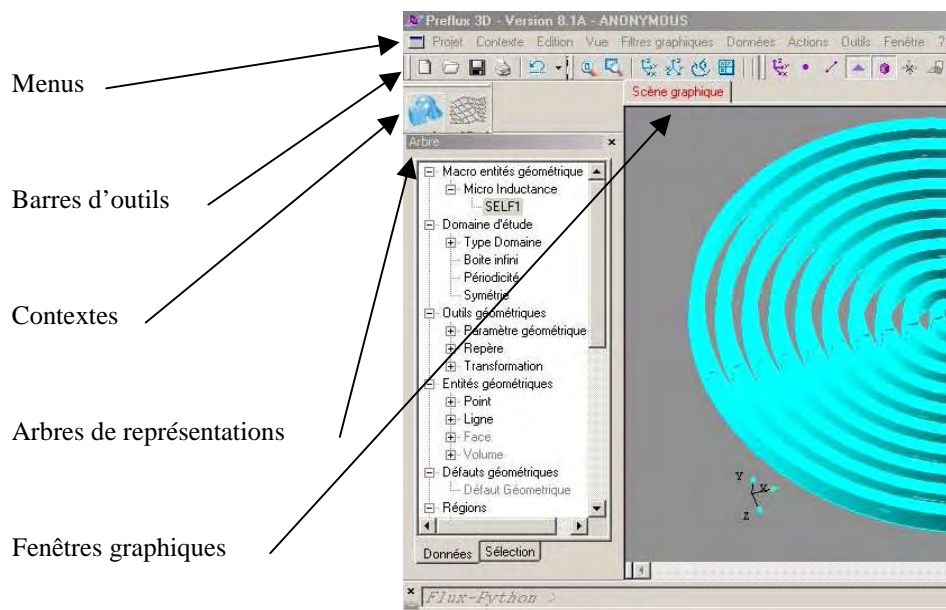 Menus
Barres d'outils
Contextes
Arbres de représentations
Fenêtres graphiques
Preflux 3D - Version 8.1A - ANONYMOUS
Projet Contexte Edition Vue Filtres graphiques Données Actions Outils Fenêtre ?
Scène graphique
Arbre
Macro entités géométrique
Micro Inductance
SELF1
Domaine d'étude
Type Domaine
Boite infini
Périodicité
Symétrie
Outils géométriques
Paramètre géométrique
Repère
Transformation
Entités géométriques
Point
Ligne
Face
Volume
Défauts géométriques
Défaut Géometrique
Régions
Données Sélection
Y
X
Z
Flux-Python >